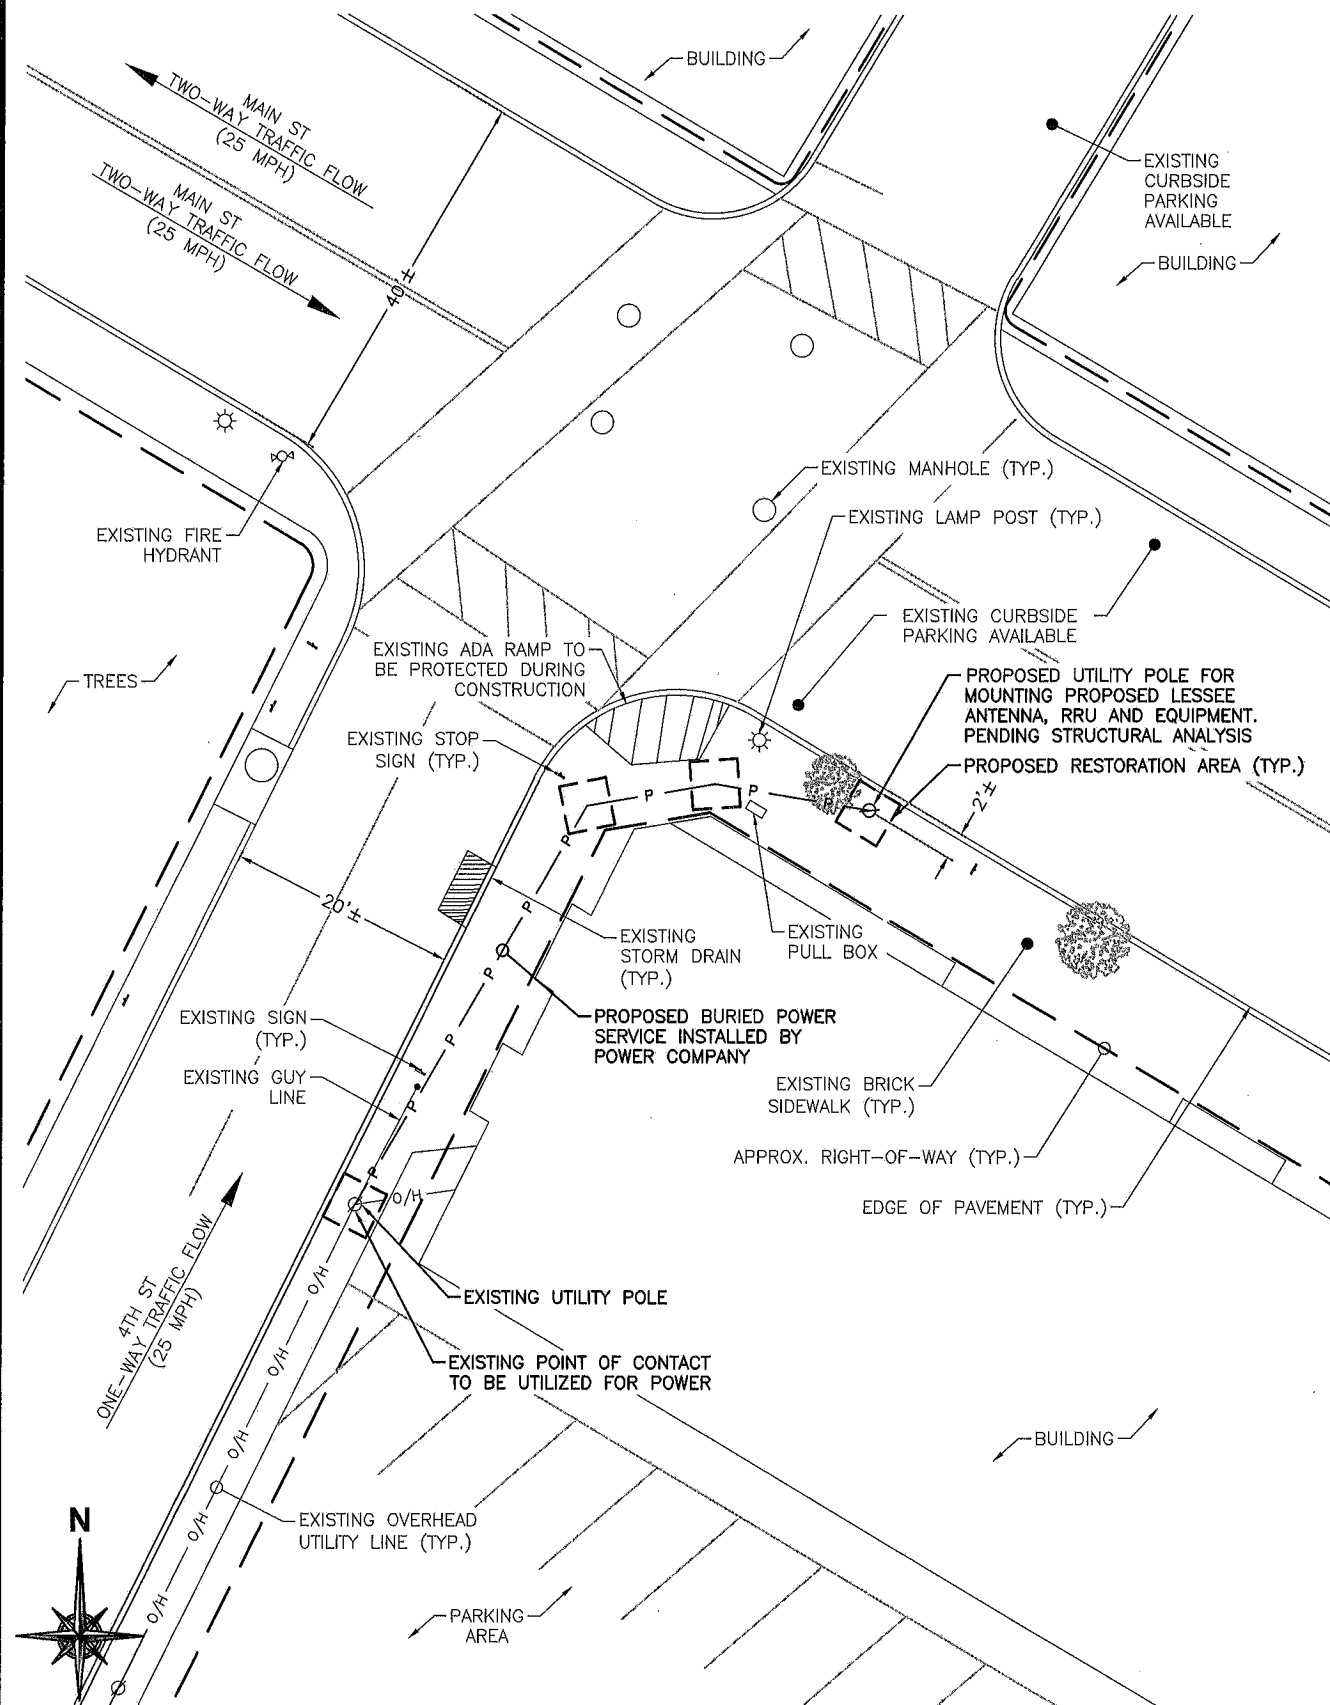 BUILDING
MAIN ST
TWO-WAY TRAFFIC FLOW
(25 MPH)
MAIN ST
TWO-WAY TRAFFIC FLOW
(25 MPH)
EXISTING
CURBSIDE
PARKING
AVAILABLE
BUILDING
40'±
EXISTING MANHOLE (TYP.)
EXISTING LAMP POST (TYP.)
EXISTING FIRE
HYDRANT
EXISTING CURBSIDE
PARKING AVAILABLE
EXISTING ADA RAMP TO
BE PROTECTED DURING
CONSTRUCTION
TREES
PROPOSED UTILITY POLE FOR
MOUNTING PROPOSED LESSEE
ANTENNA, RRU AND EQUIPMENT.
PENDING STRUCTURAL ANALYSIS
EXISTING STOP
SIGN (TYP.)
PROPOSED RESTORATION AREA (TYP.)
2'±
P
P
P
P
P
P
P
P
P
20'±
EXISTING
STORM DRAIN
(TYP.)
EXISTING
PULL BOX
EXISTING SIGN
(TYP.)
PROPOSED BURIED POWER
SERVICE INSTALLED BY
POWER COMPANY
EXISTING GUY
LINE
EXISTING BRICK
SIDEWALK (TYP.)
APPROX. RIGHT-OF-WAY (TYP.)
EDGE OF PAVEMENT (TYP.)
O/H
O/H
4TH ST
ONE-WAY TRAFFIC FLOW
(25 MPH)
EXISTING UTILITY POLE
O/H
EXISTING POINT OF CONTACT
TO BE UTILIZED FOR POWER
O/H
BUILDING
N
O/H
EXISTING OVERHEAD
UTILITY LINE (TYP.)
O/H
PARKING
AREA